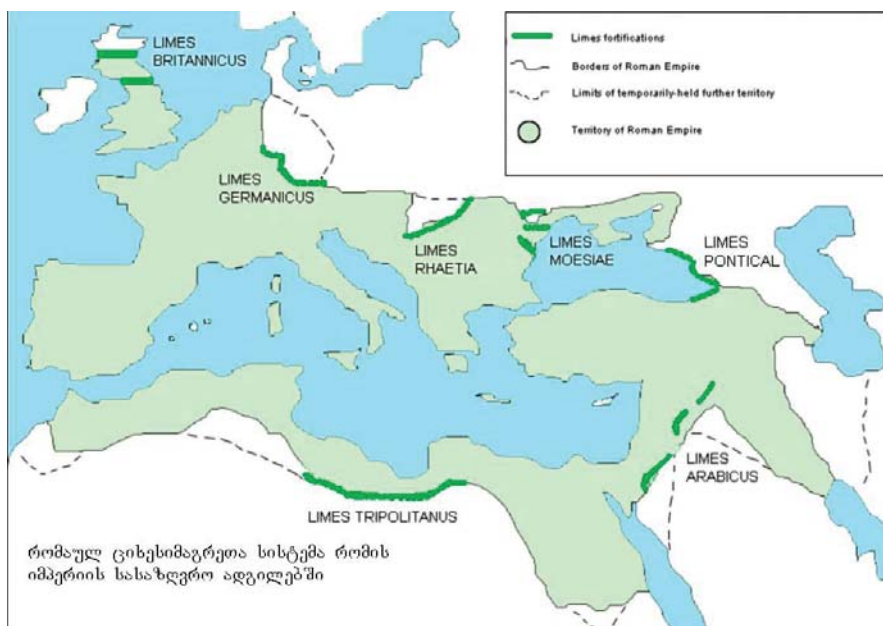 LIMES
BRITANNICUS
Limes fortifications
Borders of Roman Empire
Limits of temporarily-held further territory
Territory of Roman Empire
LIMES
GERMANICUS
LIMES
RHAETIA
LIMES
MOESIAE
LIMES
PONTICAL
LIMES
ARABICUS
LIMES TRIPOLITANUS
რომაულ ციხესიმაგრეთა სისტემა რომის
იმპერიის სასაზღვრო ადგილებში